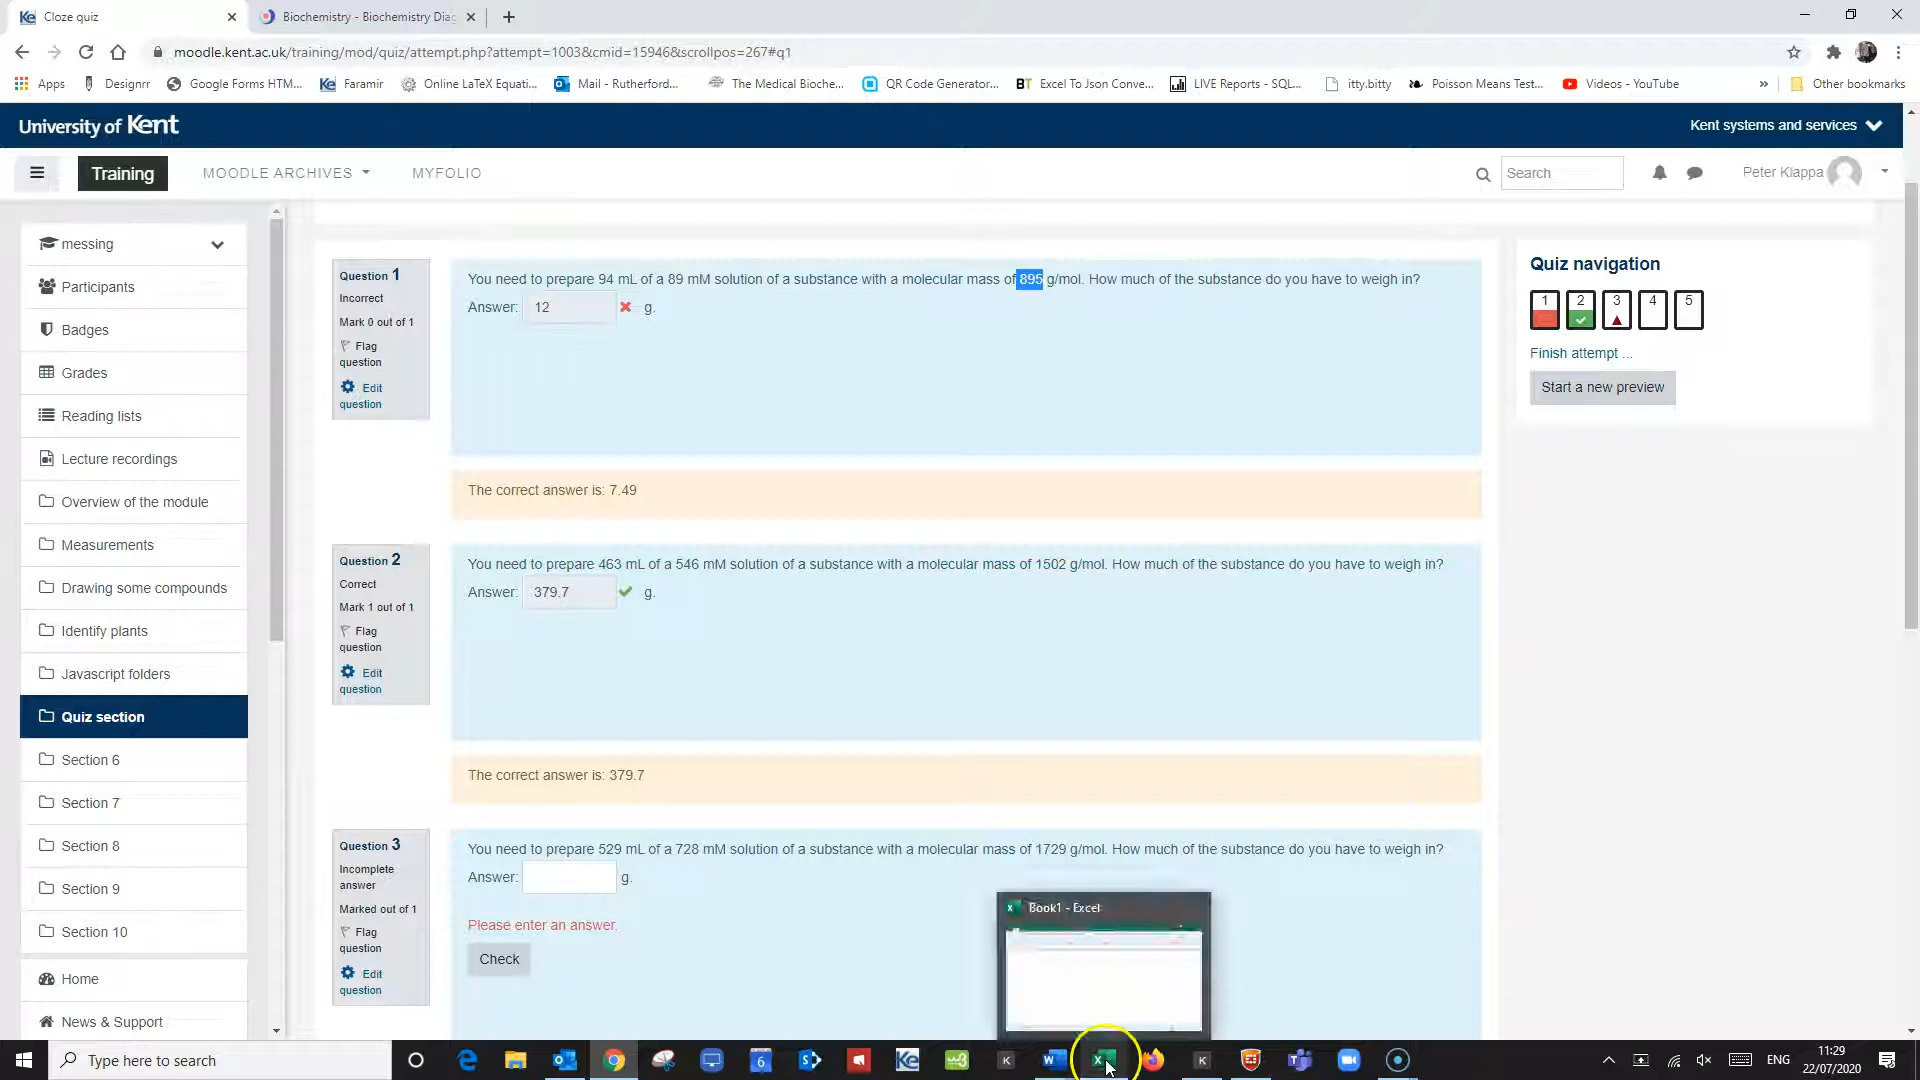 Cloze quiz
Biochemistry - Biochemistry Diag
moodle.kent.ac.uk/training/mod/quiz/attempt.php?attempt=1003&cmid=15946&scrollpos=267#q1
Apps
Designrr
Google Forms HTM...
Faramir
Online LaTeX Equati...
Mail - Rutherford...
The Medical Bioche...
QR Code Generator...
BT Excel To Json Conve...
LIVE Reports - SQL...
itty.bitty
Poisson Means Test...
Videos - YouTube
»
Other bookmarks
University of Kent
Kent systems and services
Training
MOODLE ARCHIVES
MYFOLIO
Search
Peter Klappa
messing
Participants
Badges
Grades
Reading lists
Lecture recordings
Overview of the module
Measurements
Drawing some compounds
Identify plants
Javascript folders
Quiz section
Section 6
Section 7
Section 8
Section 9
Section 10
Home
News & Support
Question 1
Incorrect
Mark 0 out of 1
Flag
question
Edit
question
You need to prepare 94 mL of a 89 mM solution of a substance with a molecular mass of 895 g/mol. How much of the substance do you have to weigh in?
Answer: 12 g.
The correct answer is: 7.49
Question 2
Correct
Mark 1 out of 1
Flag
question
Edit
question
You need to prepare 463 mL of a 546 mM solution of a substance with a molecular mass of 1502 g/mol. How much of the substance do you have to weigh in?
Answer: 379.7 g.
The correct answer is: 379.7
Question 3
Incomplete
answer
Marked out of 1
Flag
question
Edit
question
You need to prepare 529 mL of a 728 mM solution of a substance with a molecular mass of 1729 g/mol. How much of the substance do you have to weigh in?
Answer: g.
Please enter an answer.
Check
Quiz navigation
1 2 3 4 5
Finish attempt ...
Start a new preview
Book1 - Excel
Type here to search
ENG
11:29
22/07/2020